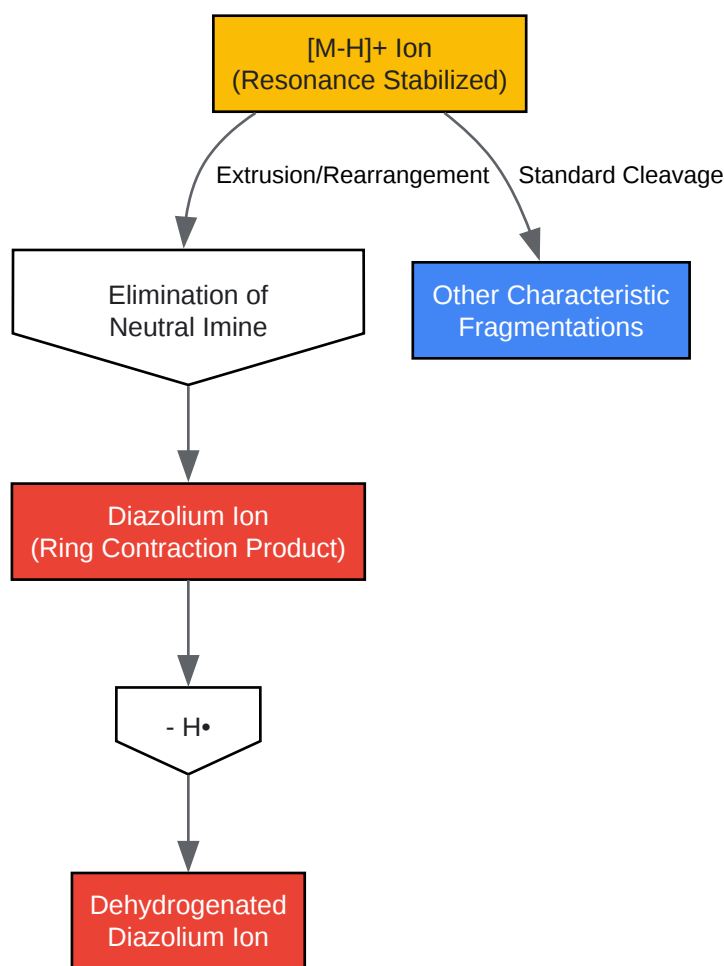 [M-H]+ Ion
(Resonance Stabilized)
Extrusion/Rearrangement
Standard Cleavage
Elimination of
Neutral Imine
Other Characteristic
Fragmentations
Diazolium Ion
(Ring Contraction Product)
- H•
Dehydrogenated
Diazolium Ion